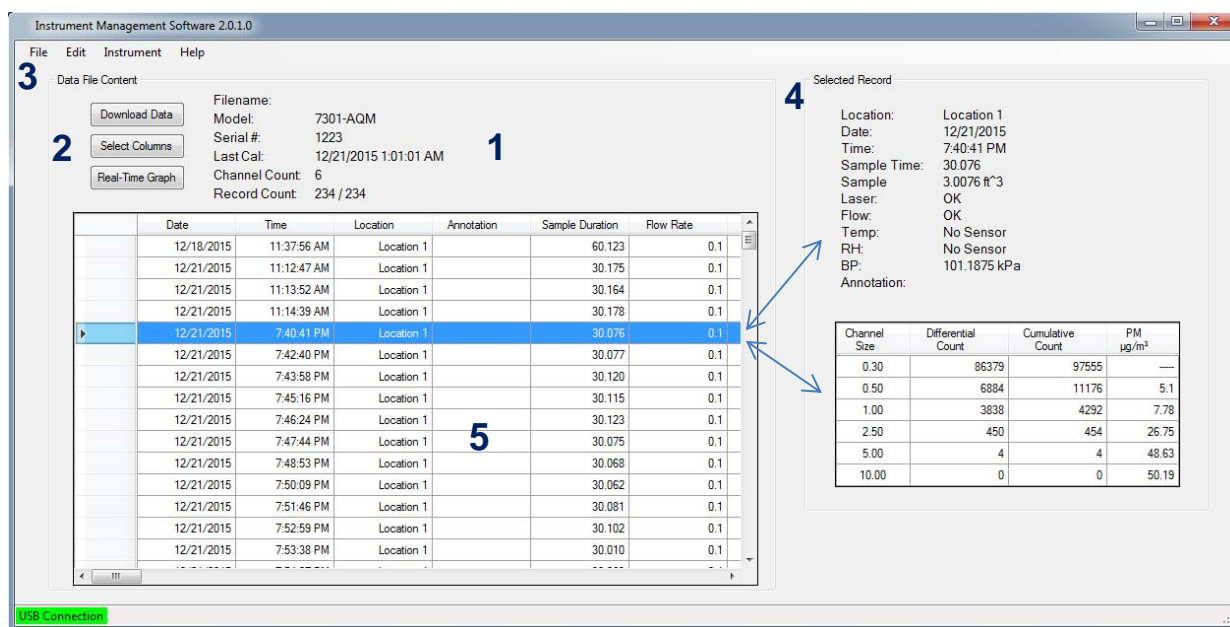 Instrument Management Software 2.0.1.0
File Edit Instrument Help
3
Data File Content
Download Data
Select Columns
Real-Time Graph
2
Filename:
Model: 7301-AQM
Serial #: 1223
Last Cal: 12/21/2015 1:01:01 AM
Channel Count: 6
Record Count: 234 / 234
1
Date Time Location Annotation Sample Duration Flow Rate
12/18/2015 11:37:56 AM Location 1 60.123 0.1
12/21/2015 11:12:47 AM Location 1 30.175 0.1
12/21/2015 11:13:52 AM Location 1 30.164 0.1
12/21/2015 11:14:39 AM Location 1 30.178 0.1
12/21/2015 7:40:41 PM Location 1 30.076 0.1
12/21/2015 7:42:40 PM Location 1 30.077 0.1
12/21/2015 7:43:58 PM Location 1 30.120 0.1
12/21/2015 7:45:16 PM Location 1 30.115 0.1
12/21/2015 7:46:24 PM Location 1 30.123 0.1
12/21/2015 7:47:44 PM Location 1 30.075 0.1
12/21/2015 7:48:53 PM Location 1 30.068 0.1
12/21/2015 7:50:09 PM Location 1 30.062 0.1
12/21/2015 7:51:46 PM Location 1 30.081 0.1
12/21/2015 7:52:59 PM Location 1 30.102 0.1
12/21/2015 7:53:38 PM Location 1 30.010 0.1
5
4
Selected Record
Location: Location 1
Date: 12/21/2015
Time: 7:40:41 PM
Sample Time: 30.076
Sample 3.0076 ft^3
Laser: OK
Flow: OK
Temp: No Sensor
RH: No Sensor
BP: 101.1875 kPa
Annotation:
Channel Size Differential Count Cumulative Count PM µg/m³
0.30 86379 97555 -----
0.50 6884 11176 5.1
1.00 3838 4292 7.78
2.50 450 454 26.75
5.00 4 4 48.63
10.00 0 0 50.19
USB Connection